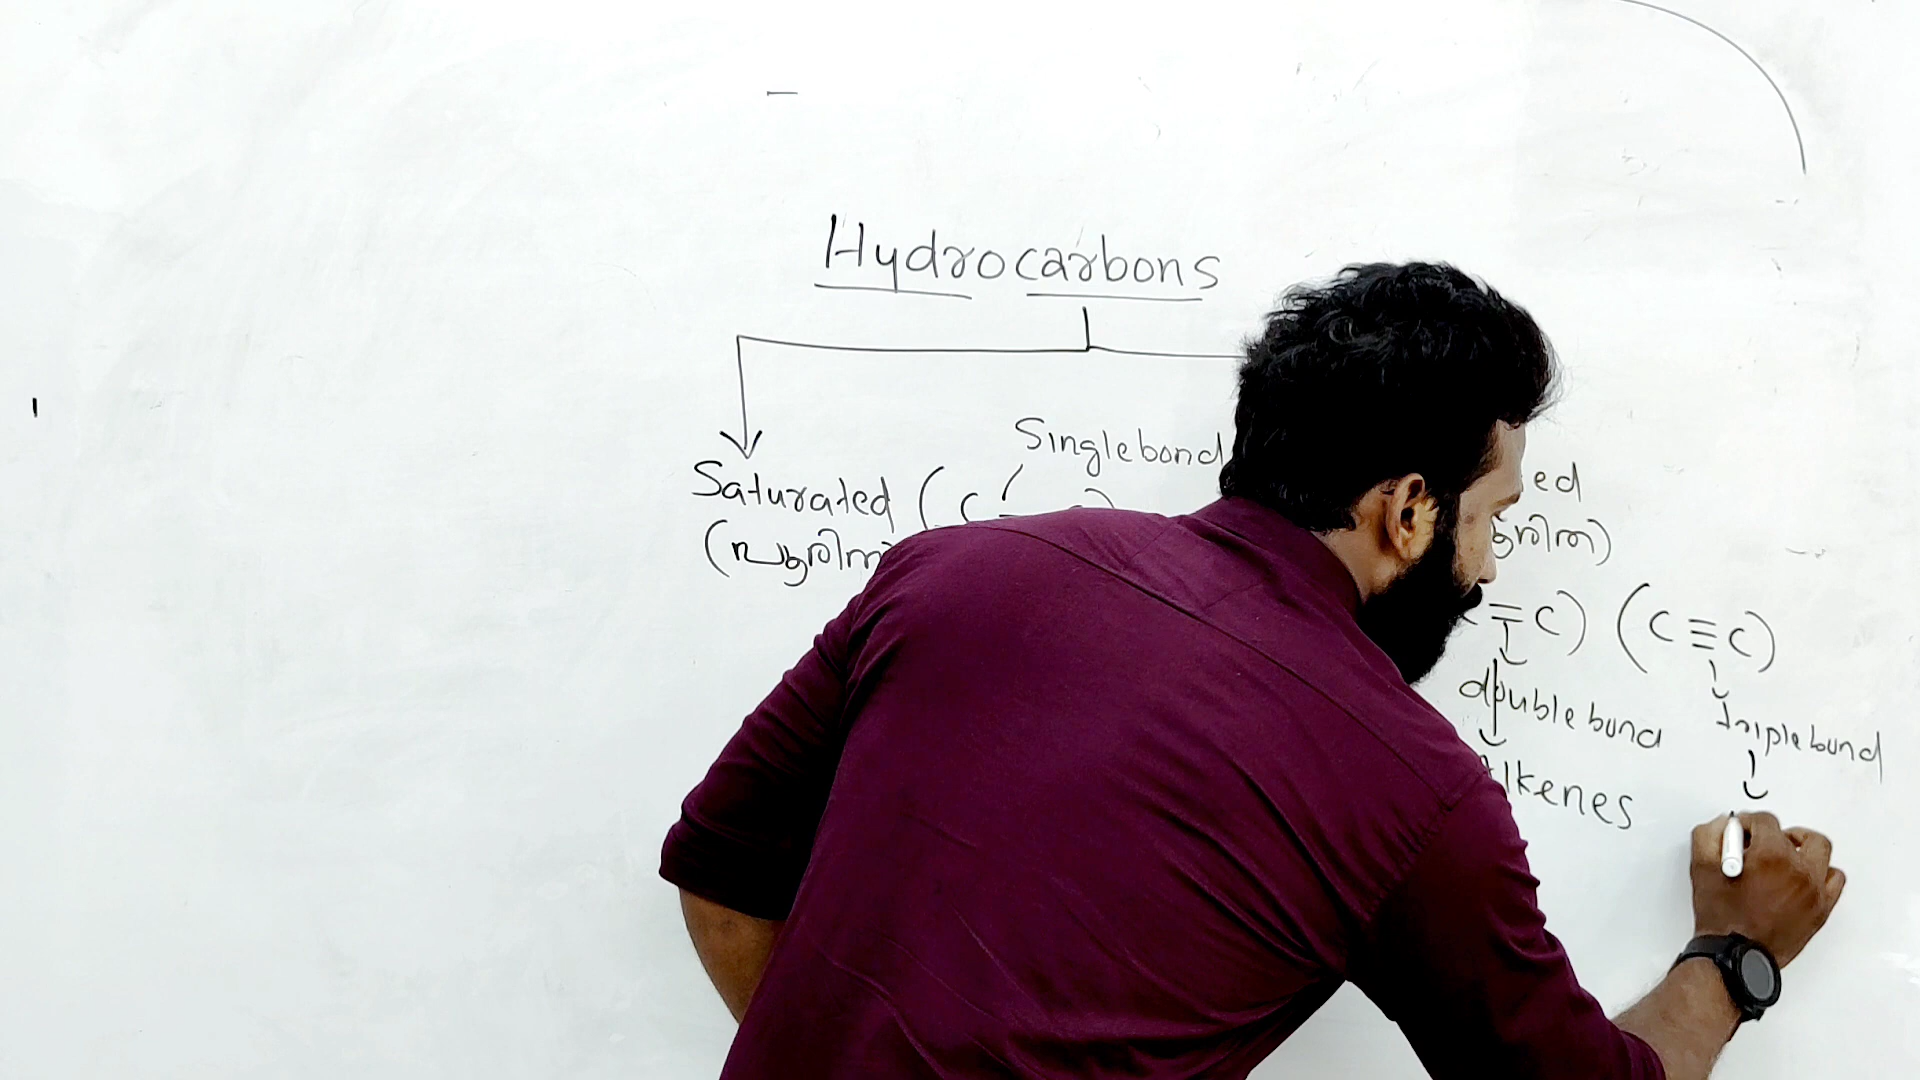 Hydrocarbons
Singlebond
Saturated (C
ed
(പൂരിത
രിത)
= C) (C ≡ C)
double bond
triple bond
Alkenes